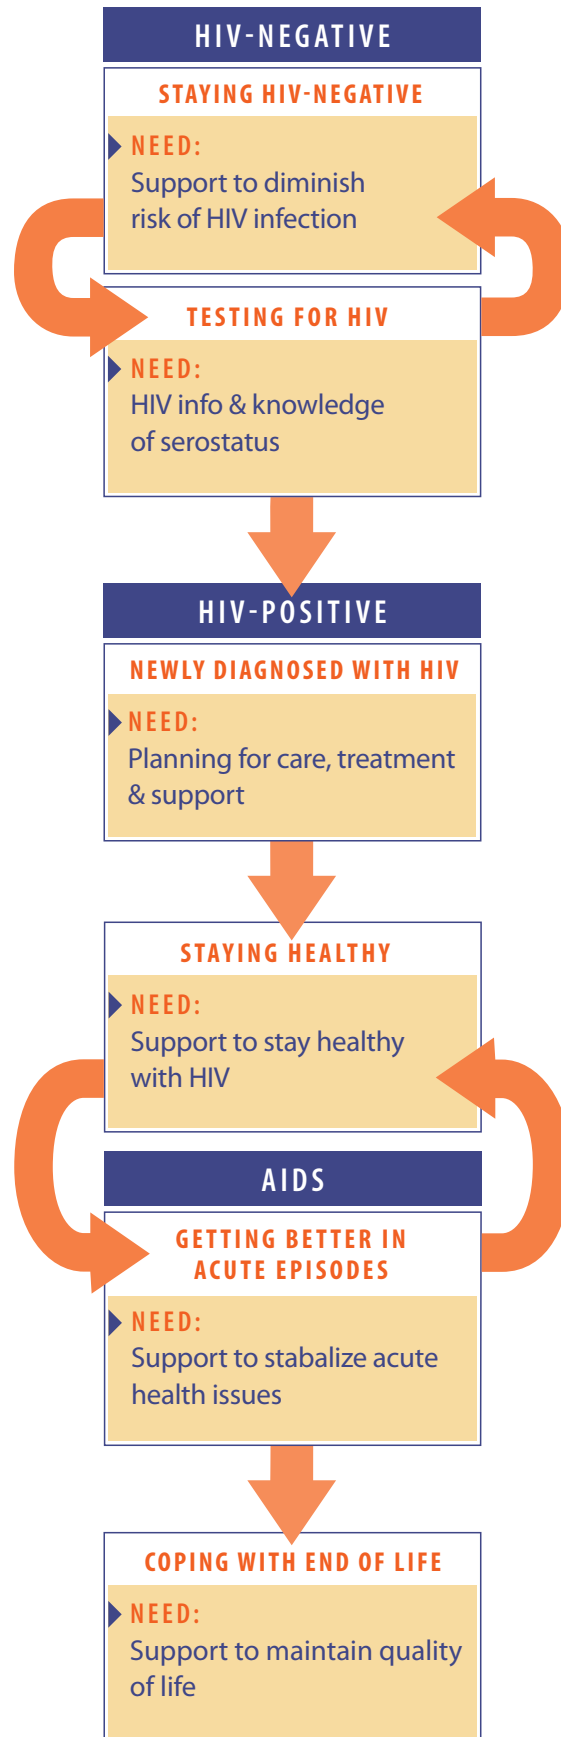 HIV-NEGATIVE
STAYING HIV-NEGATIVE
NEED:
Support to diminish
risk of HIV infection
TESTING FOR HIV
NEED:
HIV info & knowledge
of serostatus
HIV-POSITIVE
NEWLY DIAGNOSED WITH HIV
NEED:
Planning for care, treatment
& support
STAYING HEALTHY
NEED:
Support to stay healthy
with HIV
AIDS
GETTING BETTER IN
ACUTE EPISODES
NEED:
Support to stabalize acute
health issues
COPING WITH END OF LIFE
NEED:
Support to maintain quality
of life